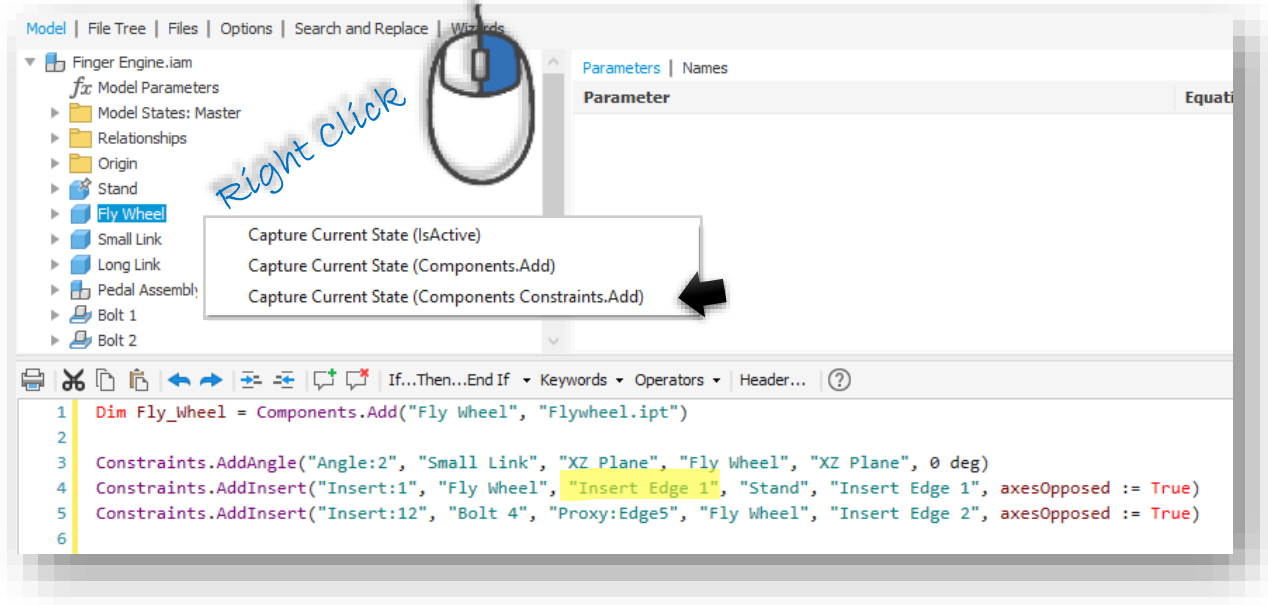 Model | File Tree | Files | Options | Search and Replace | Wizards
Finger Engine.iam
fx Model Parameters
Model States: Master
Relationships
Origin
Stand
Fly Wheel
Small Link
Long Link
Pedal Assembly
Bolt 1
Bolt 2
Right Click
Capture Current State (IsActive)
Capture Current State (Components.Add)
Capture Current State (Components Constraints.Add)
Parameters | Names
Parameter Equati
If...Then...End If Keywords Operators Header...
1 Dim Fly_Wheel = Components.Add("Fly Wheel", "Flywheel.ipt")
2
3 Constraints.AddAngle("Angle:2", "Small Link", "XZ Plane", "Fly Wheel", "XZ Plane", 0 deg)
4 Constraints.AddInsert("Insert:1", "Fly Wheel", "Insert Edge 1", "Stand", "Insert Edge 1", axesOpposed := True)
5 Constraints.AddInsert("Insert:12", "Bolt 4", "Proxy:Edge5", "Fly Wheel", "Insert Edge 2", axesOpposed := True)
6